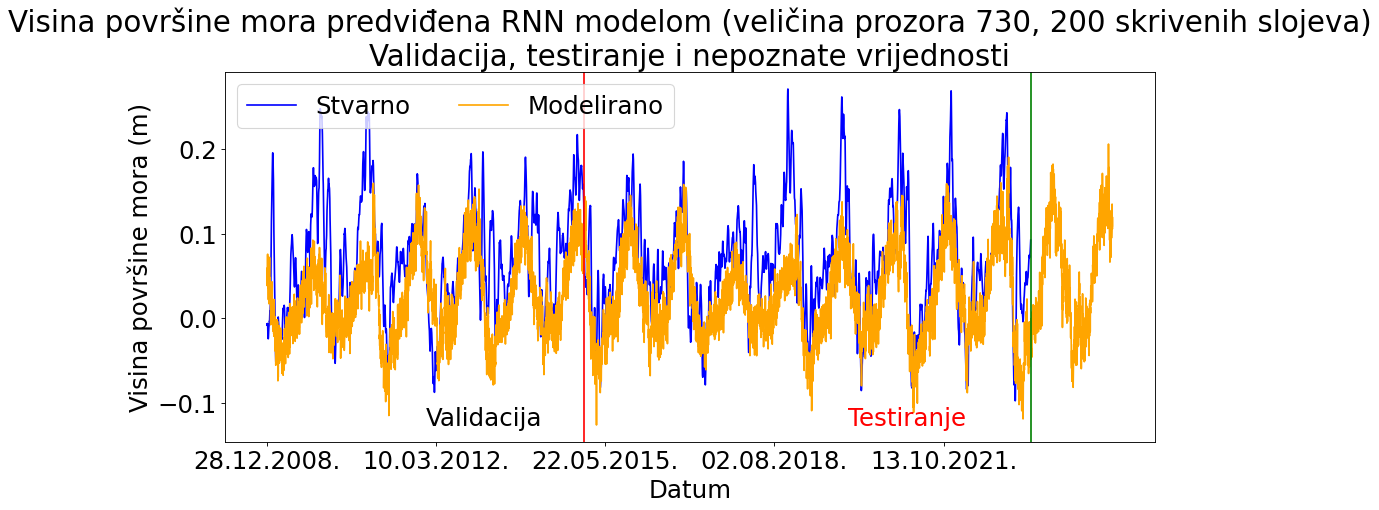 Visina površine mora predviđena RNN modelom (veličina prozora 730, 200 skrivenih slojeva)
Validacija, testiranje i nepoznate vrijednosti
Stvarno
Modelirano
Visina površine mora (m)
0.2
0.1
0.0
−0.1
Validacija
Testiranje
28.12.2008.
10.03.2012.
22.05.2015.
02.08.2018.
13.10.2021.
Datum